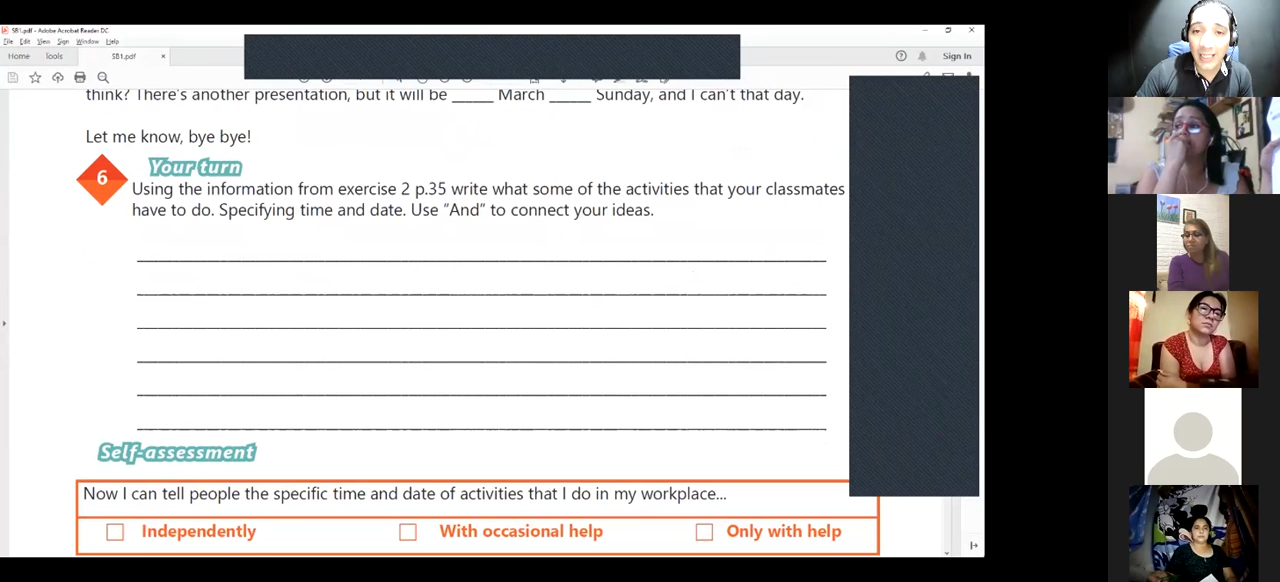 SB1.pdf - Adobe Acrobat Reader DC
File Edit View Sign Window Help
Home Tools SB1.pdf × Sign In
think? There's another presentation, but it will be _____ March _____ Sunday, and I can't that day.
Let me know, bye bye!
6 Your turn
Using the information from exercise 2 p.35 write what some of the activities that your classmates
have to do. Specifying time and date. Use "And" to connect your ideas.
Self-assessment
Now I can tell people the specific time and date of activities that I do in my workplace...
Independently With occasional help Only with help